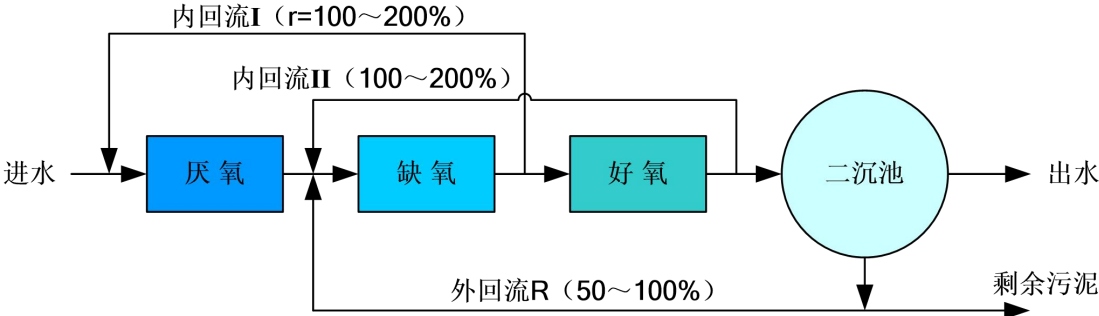 内回流I（r=100～200%）
内回流II（100～200%）
进水
厌氧
缺氧
好氧
二沉池
出水
外回流R（50～100%）
剩余污泥